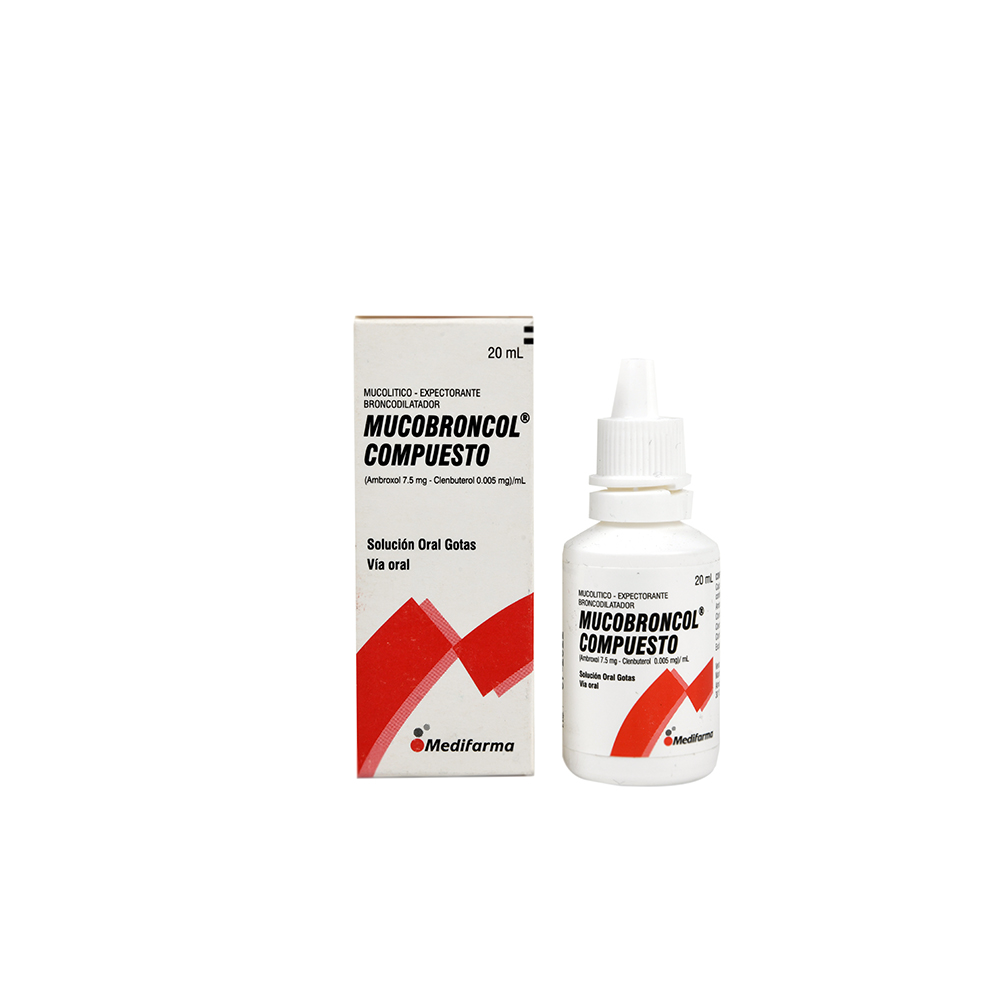 20 mL
MUCOLITICO - EXPECTORANTE
BRONCODILATADOR
MUCOBRONCOL®
COMPUESTO
(Ambroxol 7.5 mg - Clenbuterol 0.005 mg)/mL
Solución Oral Gotas
Vía oral
Medifarma
20 mL
MUCOLITICO - EXPECTORANTE
BRONCODILATADOR
MUCOBRONCOL®
COMPUESTO
(Ambroxol 7.5 mg - Clenbuterol 0.005 mg)/ mL
Solución Oral Gotas
Vía oral
Medifarma